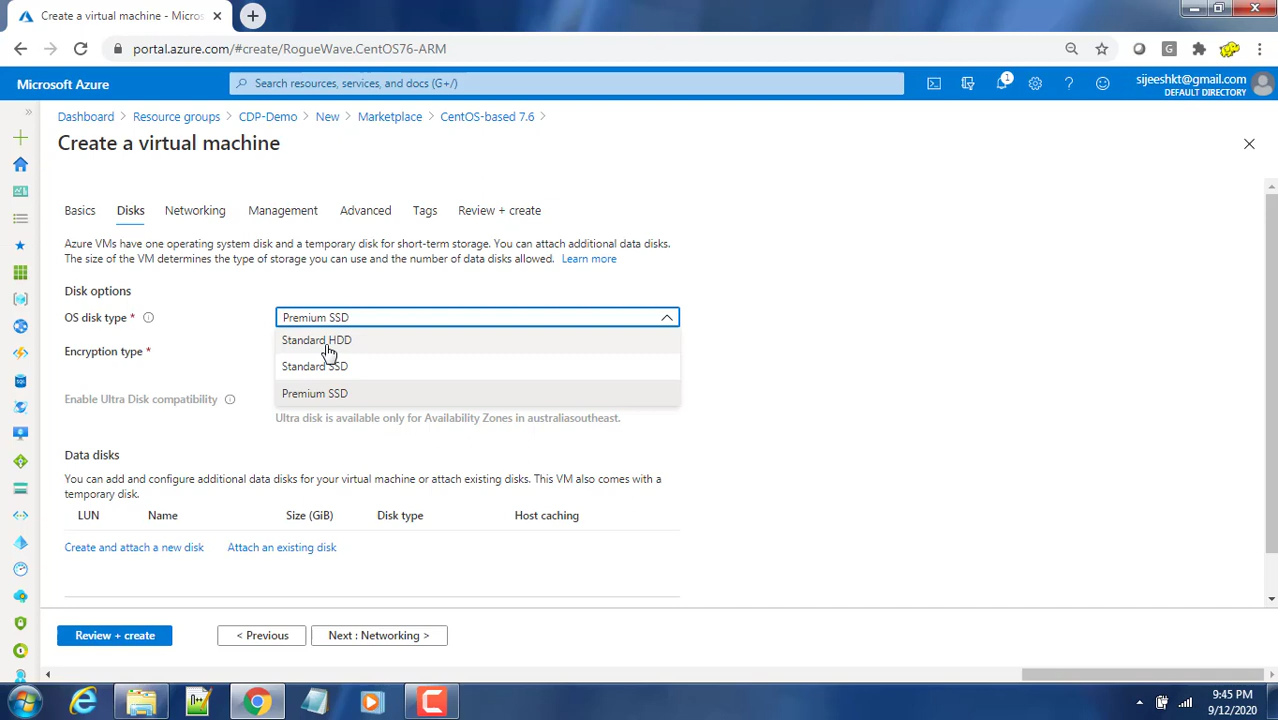 Create a virtual machine - Micros
portal.azure.com/#create/RogueWave.CentOS76-ARM
G
Microsoft Azure
Search resources, services, and docs (G+/)
1
?
sijeeshkt@gmail.com
DEFAULT DIRECTORY
Dashboard > Resource groups > CDP-Demo > New > Marketplace > CentOS-based 7.6 >
Create a virtual machine
Basics Disks Networking Management Advanced Tags Review + create
Azure VMs have one operating system disk and a temporary disk for short-term storage. You can attach additional data disks.
The size of the VM determines the type of storage you can use and the number of data disks allowed. Learn more
Disk options
OS disk type *
Premium SSD
Standard HDD
Standard SSD
Premium SSD
Encryption type *
Enable Ultra Disk compatibility
Ultra disk is available only for Availability Zones in australiasoutheast.
Data disks
You can add and configure additional data disks for your virtual machine or attach existing disks. This VM also comes with a
temporary disk.
LUN Name Size (GiB) Disk type Host caching
Create and attach a new disk Attach an existing disk
Review + create < Previous Next : Networking >
9:45 PM
9/12/2020